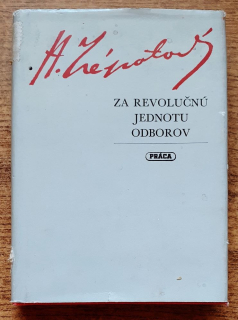 A. Zápotocký
ZA REVOLUČNÚ
JEDNOTU
ODBOROV
PRÁCA